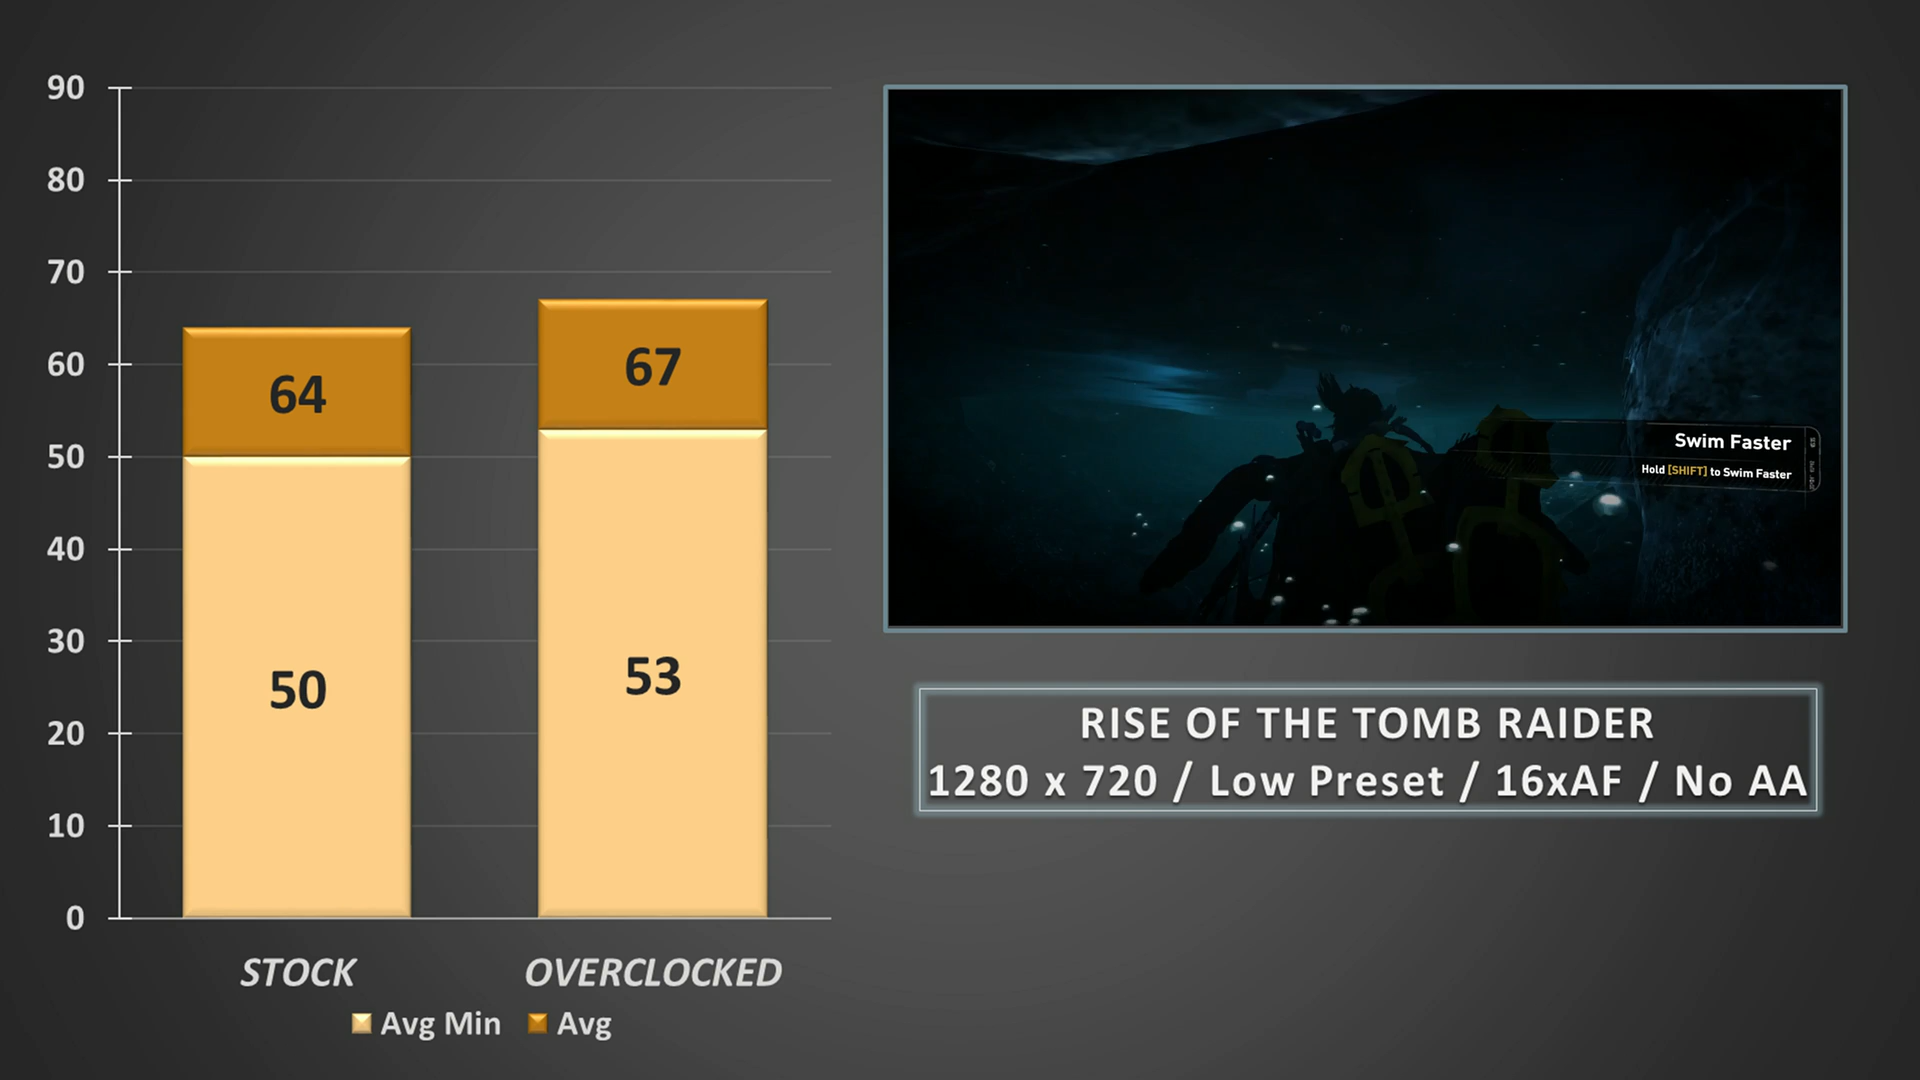 90
80
70
60
50
40
30
20
10
0
64
67
50
53
STOCK
OVERCLOCKED
Avg Min
Avg
Swim Faster
Hold [SHIFT] to Swim Faster
RISE OF THE TOMB RAIDER
1280 x 720 / Low Preset / 16xAF / No AA